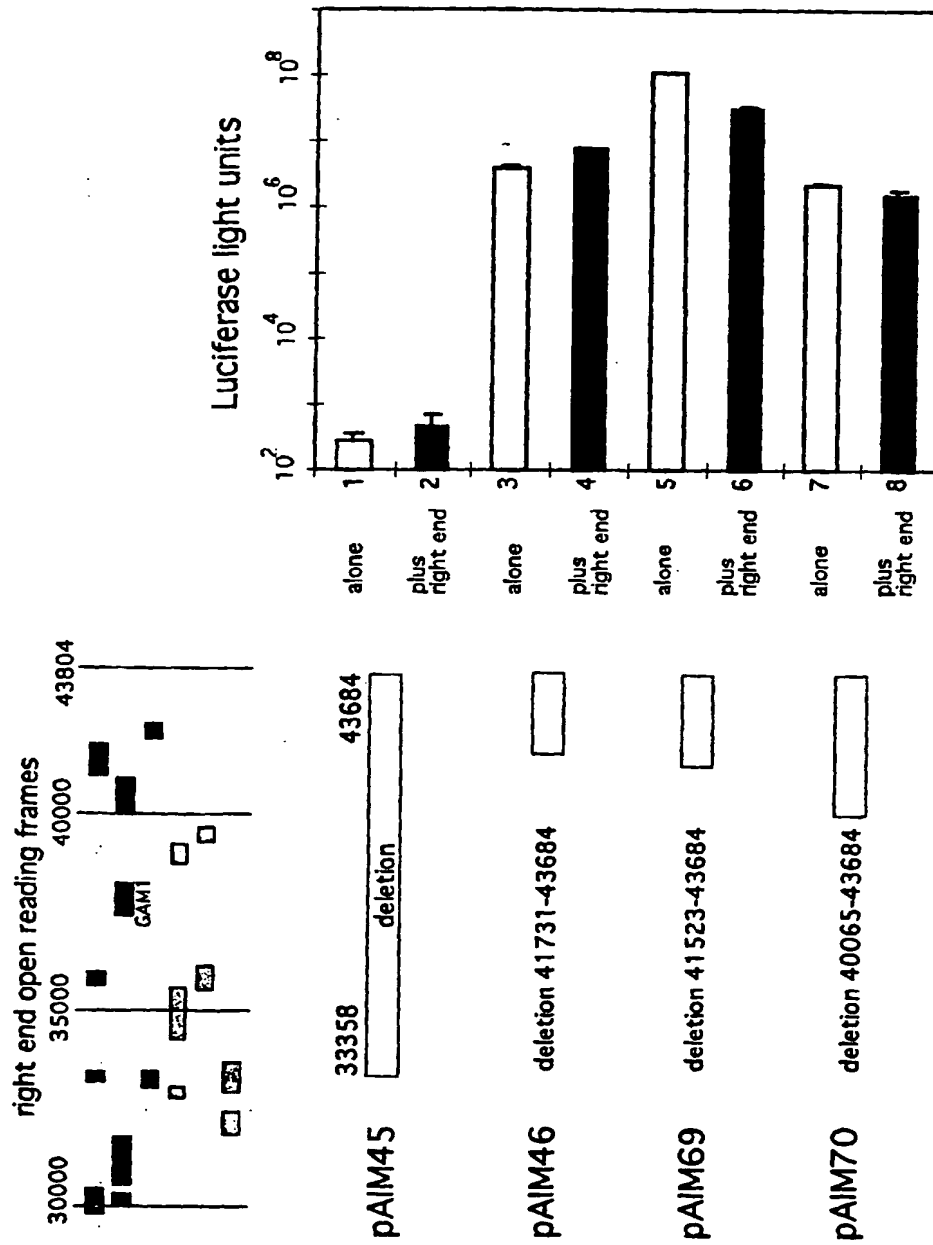 right end open reading frames
30000
35000
40000
43804
GAM1
pAIM45
33358
deletion
43684
pAIM46
deletion 41731-43684
pAIM69
deletion 41523-43684
pAIM70
deletion 40065-43684
Luciferase light units
10²
10⁴
10⁶
10⁸
alone
1
plus
right end
2
alone
3
plus
right end
4
alone
5
plus
right end
6
alone
7
plus
right end
8